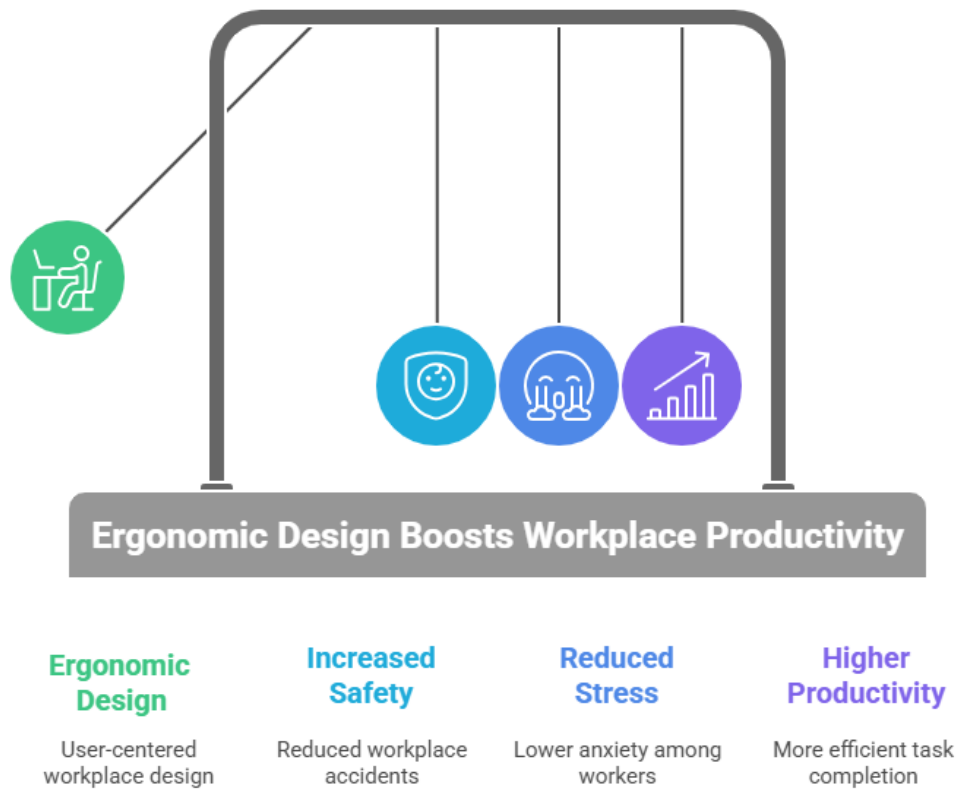 Ergonomic Design Boosts Workplace Productivity
Ergonomic
Design
User-centered
workplace design
Increased
Safety
Reduced workplace
accidents
Reduced
Stress
Lower anxiety among
workers
Higher
Productivity
More efficient task
completion